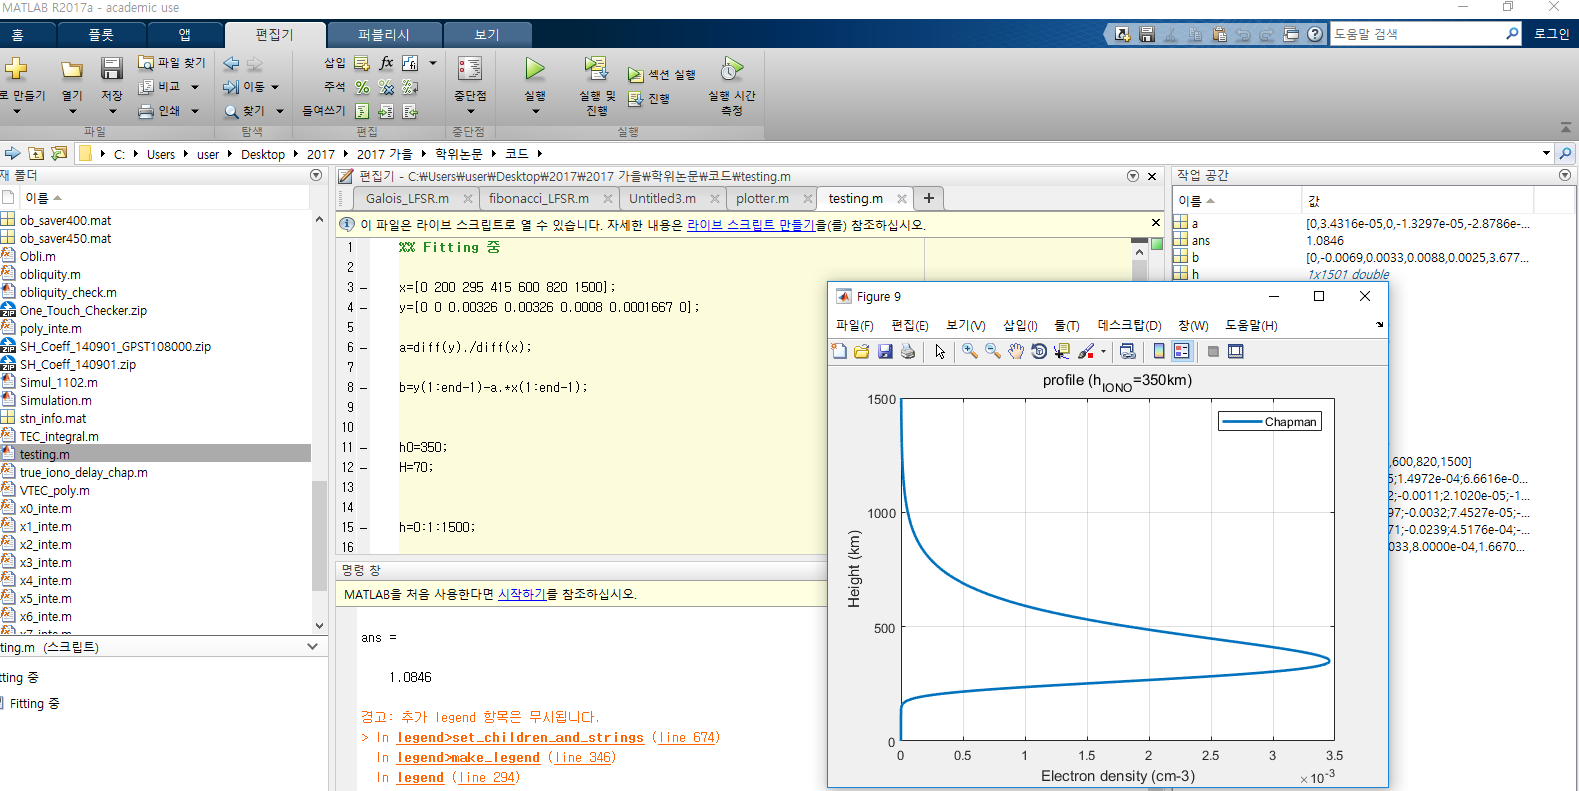 MATLAB R2017a - academic use
홈 플롯 앱 편집기 퍼블리시 보기
도움말 검색 로그인
로 만들기 열기 저장 파일 찾기 비교 인쇄
파일
이동 찾기
탐색
삽입 주석 들여쓰기
편집
중단점
중단점
실행 실행 및 진행 섹션 실행 진행 실행 시간 측정
실행
C: Users user Desktop 2017 2017 가을 학위논문 코드
재 폴더
이름
ob_saver400.mat
ob_saver450.mat
Obli.m
obliquity.m
obliquity_check.m
One_Touch_Checker.zip
poly_inte.m
SH_Coeff_140901_GPST108000.zip
SH_Coeff_140901.zip
Simul_1102.m
Simulation.m
stn_info.mat
TEC_integral.m
testing.m
true_iono_delay_chap.m
VTEC_poly.m
x0_inte.m
x1_inte.m
x2_inte.m
x3_inte.m
x4_inte.m
x5_inte.m
x6_inte.m
x7_inte.m
ting.m (스크립트)
tting 중
Fitting 중
편집기 - C:₩Users₩user₩Desktop₩2017₩2017 가을₩학위논문₩코드₩testing.m
Galois_LFSR.m fibonacci_LFSR.m Untitled3.m plotter.m testing.m
이 파일은 라이브 스크립트로 열 수 있습니다. 자세한 내용은 라이브 스크립트 만들기을(를) 참조하십시오.
1 %% Fitting 중
2
3 – x=[0 200 295 415 600 820 1500];
4 – y=[0 0 0.00326 0.00326 0.0008 0.0001667 0];
5
6 – a=diff(y)./diff(x);
7
8 – b=y(1:end-1)-a.*x(1:end-1);
9
10
11 – h0=350;
12 – H=70;
13
14
15 – h=0:1:1500;
16
명령 창
MATLAB을 처음 사용한다면 시작하기를 참조하십시오.
ans =
1.0846
경고: 추가 legend 항목은 무시됩니다.
> In legend>set_children_and_strings (line 674)
In legend>make_legend (line 346)
In legend (line 294)
작업 공간
이름 값
a [0,3.4316e-05,0,-1.3297e-05,-2.8786e-...
ans 1.0846
b [0,-0.0069,0.0033,0.0088,0.0025,3.677...
h 1x1501 double
,600,820,1500]
5;1.4972e-04;6.6616e-0...
2;-0.0011;2.1020e-05;-1...
97;-0.0032;7.4527e-05;-...
71;-0.0239;4.5176e-04;-...
033,8.0000e-04,1.6670...
Figure 9
파일(F) 편집(E) 보기(V) 삽입(I) 툴(T) 데스크탑(D) 창(W) 도움말(H)
profile (hIONO=350km)
Chapman
1500
1000
500
0
Height (km)
0 0.5 1 1.5 2 2.5 3 3.5
×10-3
Electron density (cm-3)